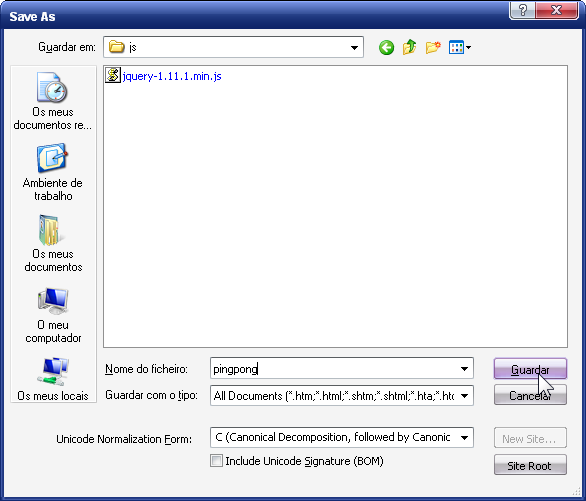 Save As
?
Guardar em:
js
jquery-1.11.1.min.js
Os meus
documentos re...
Ambiente de
trabalho
Os meus
documentos
O meu
computador
Os meus locais
Nome do ficheiro:
pingpong
Guardar
Guardar com o tipo:
All Documents (*.htm;*.html;*.shtm;*.shtml;*.hta;*.htc
Cancelar
Unicode Normalization Form:
C (Canonical Decomposition, followed by Canonic
New Site...
Include Unicode Signature (BOM)
Site Root